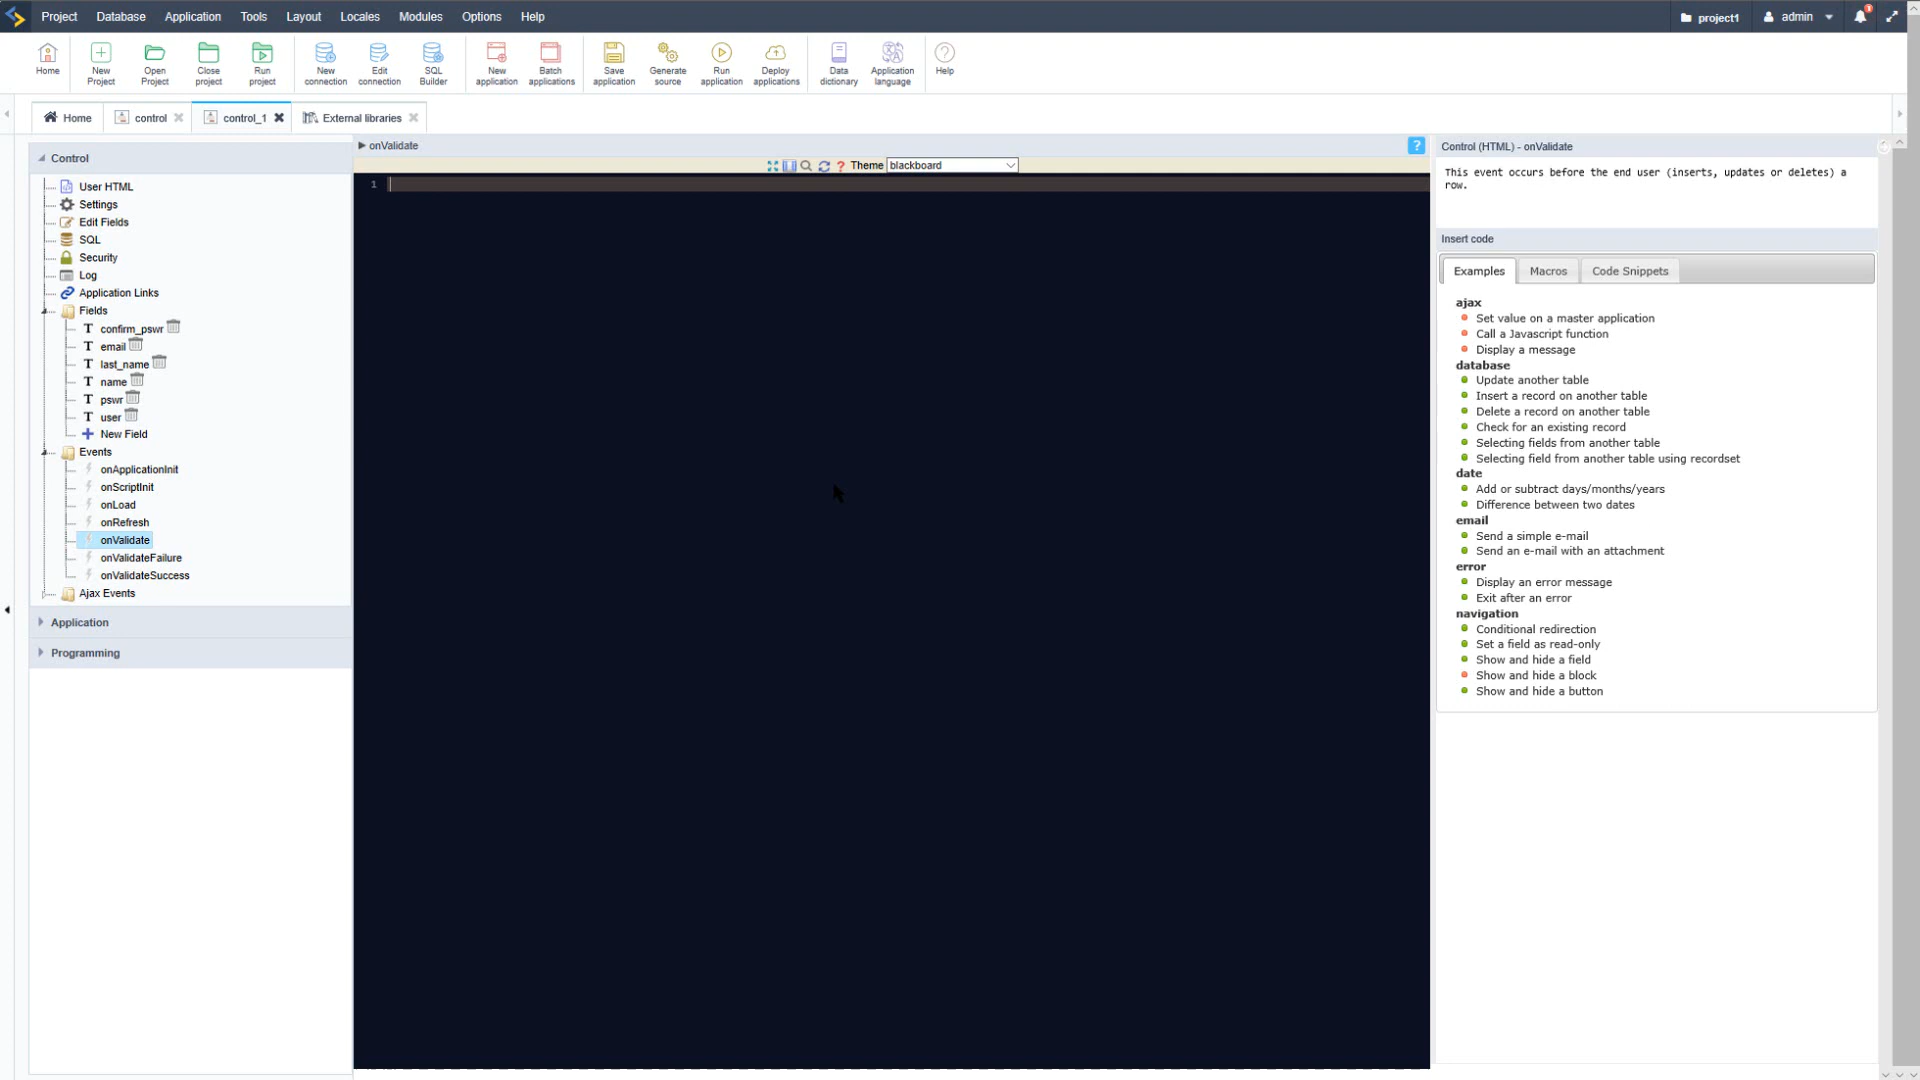 Project Database Application Tools Layout Locales Modules Options Help project1 admin
Home New Project Open Project Close project Run project New connection Edit connection SQL Builder New application Batch applications Save application Generate source Run application Deploy applications Data dictionary Application language Help
Home control control_1 External libraries
Control
User HTML
Settings
Edit Fields
SQL
Security
Log
Application Links
Fields
confirm_pswr
email
last_name
name
pswr
user
New Field
Events
onApplicationInit
onScriptInit
onLoad
onRefresh
onValidate
onValidateFailure
onValidateSuccess
Ajax Events
Application
Programming
onValidate
Theme blackboard
1
Control (HTML) - onValidate
This event occurs before the end user (inserts, updates or deletes) a
row.
Insert code
Examples Macros Code Snippets
ajax
Set value on a master application
Call a Javascript function
Display a message
database
Update another table
Insert a record on another table
Delete a record on another table
Check for an existing record
Selecting fields from another table
Selecting field from another table using recordset
date
Add or subtract days/months/years
Difference between two dates
email
Send a simple e-mail
Send an e-mail with an attachment
error
Display an error message
Exit after an error
navigation
Conditional redirection
Set a field as read-only
Show and hide a field
Show and hide a block
Show and hide a button